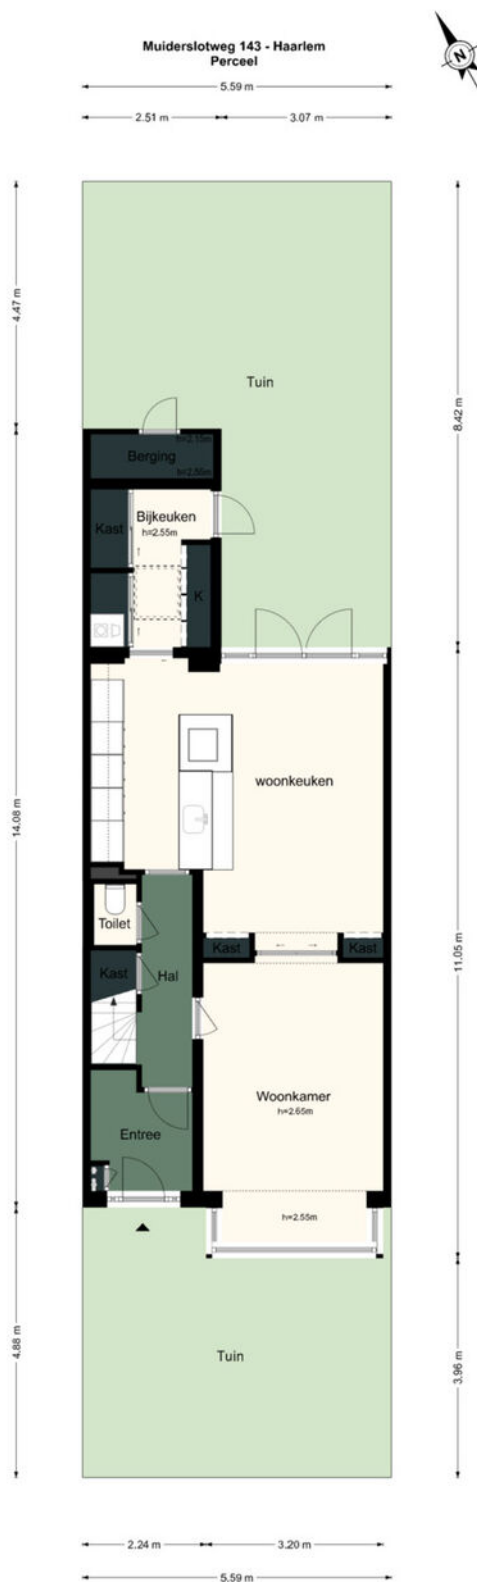 Muiderslotweg 143 - Haarlem
Perceel
N
5.59 m
2.51 m
3.07 m
4.47 m
8.42 m
Tuin
h=2.15m
Berging
h=2.50m
Kast
Bijkeuken
h=2.55m
K
woonkeuken
14.08 m
Toilet
Kast
Kast
Kast
Hal
11.05 m
Woonkamer
h=2.65m
Entree
h=2.55m
Tuin
4.88 m
3.96 m
2.24 m
3.20 m
5.59 m